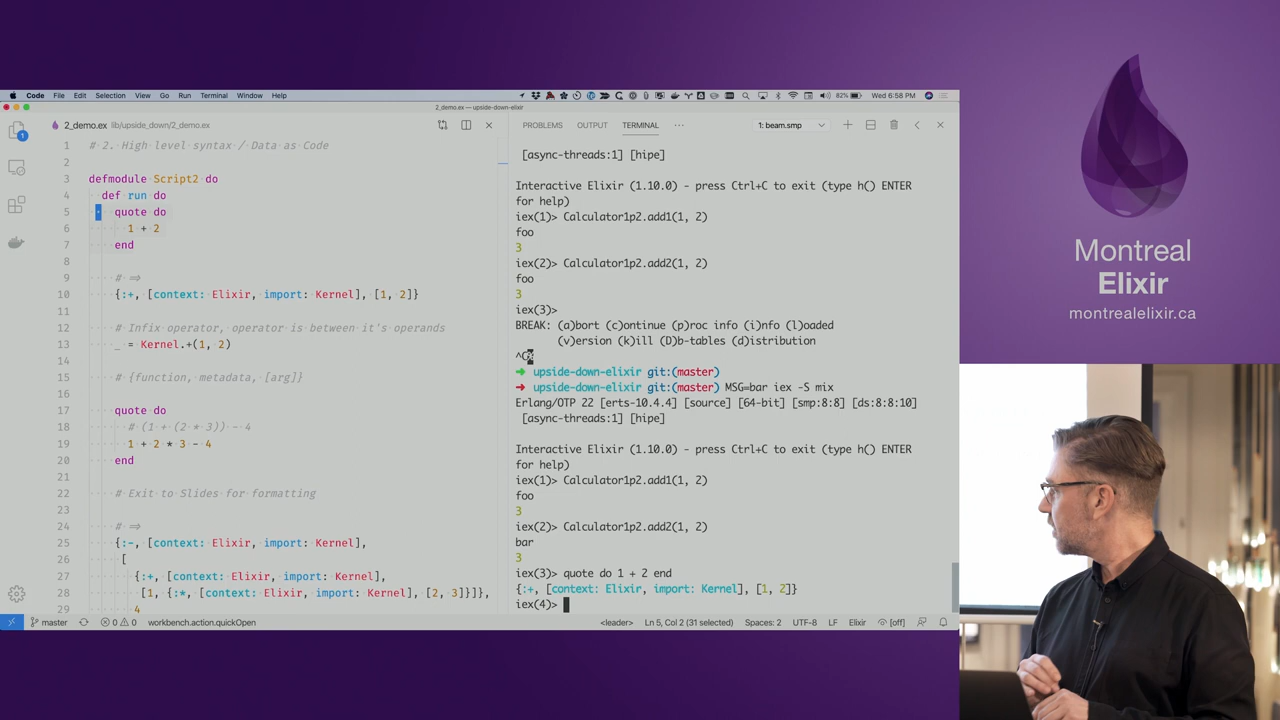 Code File Edit Selection View Go Run Terminal Window Help 82% Wed 6:58 PM
2_demo.ex — upside-down-elixir
1
2_demo.ex lib/upside_down/2_demo.ex
1 # 2. High level syntax / Data as Code
2
3 defmodule Script2 do
4 def run do
5 quote do
6 1 + 2
7 end
8
9 # =>
10 {:+, [context: Elixir, import: Kernel], [1, 2]}
11
12 # Infix operator, operator is between it's operands
13 _ = Kernel.+(1, 2)
14
15 # {function, metadata, [arg]}
16
17 quote do
18 # (1 + (2 * 3)) - 4
19 1 + 2 * 3 - 4
20 end
21
22 # Exit to Slides for formatting
23
24 # =>
25 {:-, [context: Elixir, import: Kernel],
26 [
27 {:+, [context: Elixir, import: Kernel],
28 [1, {:*, [context: Elixir, import: Kernel], [2, 3]}]},
29 4
PROBLEMS OUTPUT TERMINAL ··· 1: beam.smp
[async-threads:1] [hipe]
Interactive Elixir (1.10.0) - press Ctrl+C to exit (type h() ENTER
for help)
iex(1)> Calculator1p2.add1(1, 2)
foo
3
iex(2)> Calculator1p2.add2(1, 2)
foo
3
iex(3)>
BREAK: (a)bort (c)ontinue (p)roc info (i)nfo (l)oaded
(v)ersion (k)ill (D)b-tables (d)istribution
^C%
➜ upside-down-elixir git:(master)
➜ upside-down-elixir git:(master) MSG=bar iex -S mix
Erlang/OTP 22 [erts-10.4.4] [source] [64-bit] [smp:8:8] [ds:8:8:10]
[async-threads:1] [hipe]
Interactive Elixir (1.10.0) - press Ctrl+C to exit (type h() ENTER
for help)
iex(1)> Calculator1p2.add1(1, 2)
foo
3
iex(2)> Calculator1p2.add2(1, 2)
bar
3
iex(3)> quote do 1 + 2 end
{:+, [context: Elixir, import: Kernel], [1, 2]}
iex(4)>
master 0 0 workbench.action.quickOpen <leader> Ln 5, Col 2 (31 selected) Spaces: 2 UTF-8 LF Elixir [off]
Montreal
Elixir
montrealelixir.ca